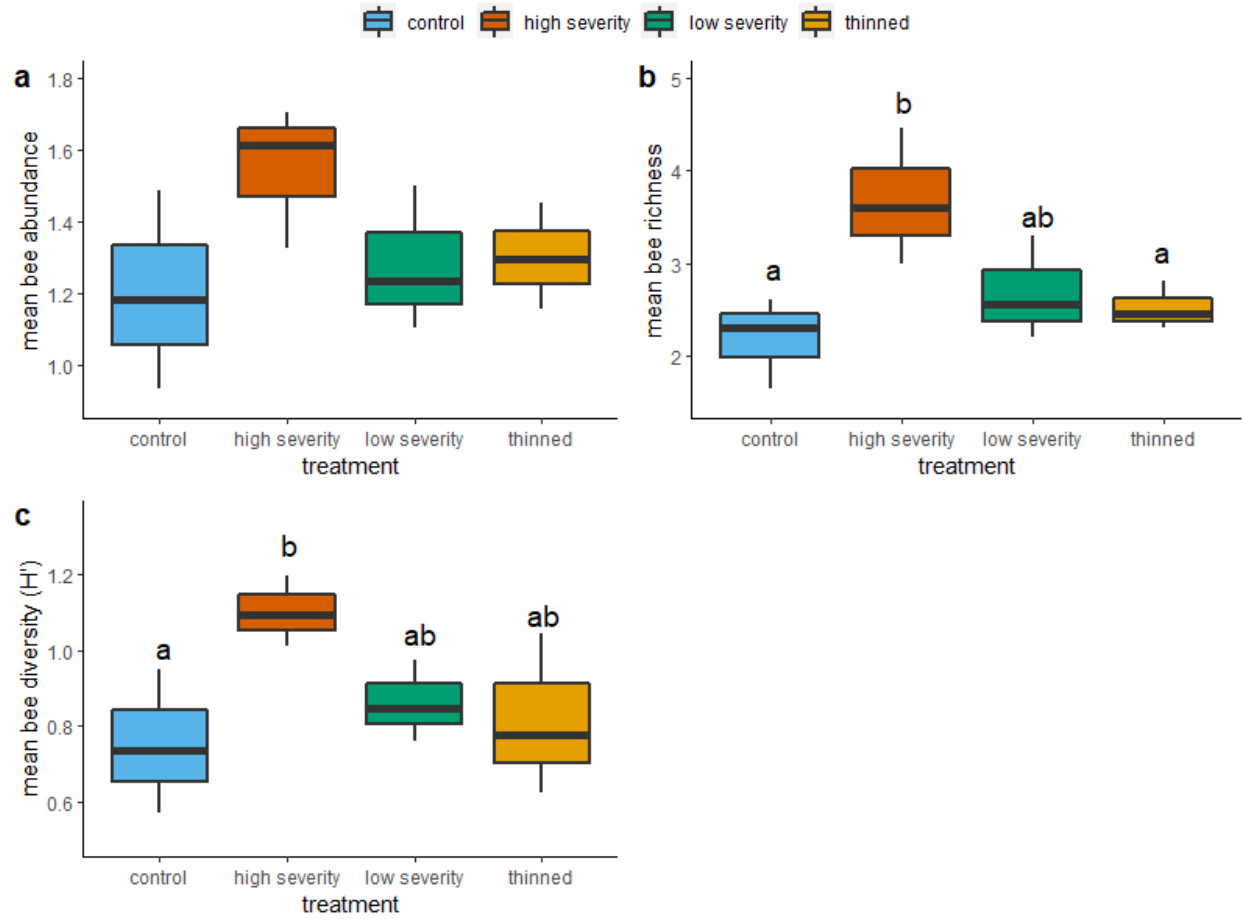 control high severity low severity thinned
a
mean bee abundance
1.8
1.6
1.4
1.2
1.0
control high severity low severity thinned
treatment
b
mean bee richness
5
4
3
2
a
b
ab
a
control high severity low severity thinned
treatment
c
mean bee diversity (H')
1.2
1.0
0.8
0.6
a
b
ab
ab
control high severity low severity thinned
treatment